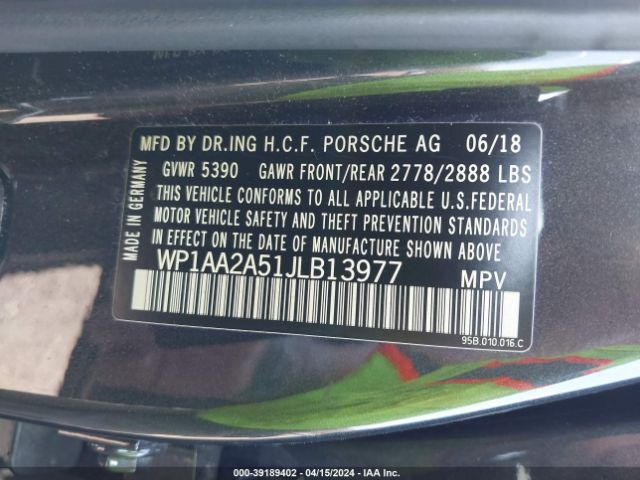 MFD BY DR.ING H.C.F. PORSCHE AG 06/18
GVWR 5390 GAWR FRONT/REAR 2778/2888 LBS
THIS VEHICLE CONFORMS TO ALL APPLICABLE U.S.FEDERAL
MOTOR VEHICLE SAFETY AND THEFT PREVENTION STANDARDS
IN EFFECT ON THE DATE OF MANUFACTURE SHOWN ABOVE
WP1AA2A51JLB13977 MPV
MADE IN GERMANY
95B.010.016.C
000-39189402 - 04/15/2024 - IAA Inc.